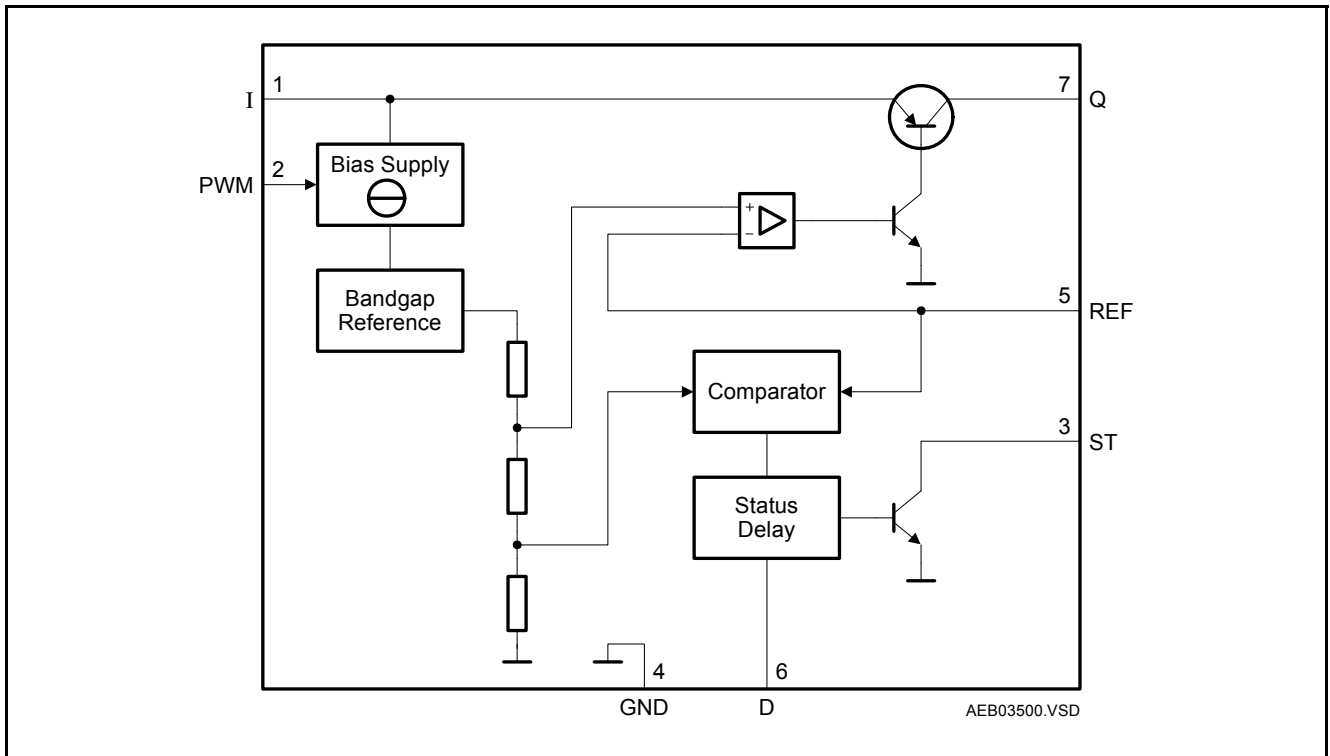 I
1
7
Q
PWM
2
Bias Supply
+
−
Bandgap
Reference
5
REF
Comparator
3
ST
Status
Delay
4
6
GND
D
AEB03500.VSD